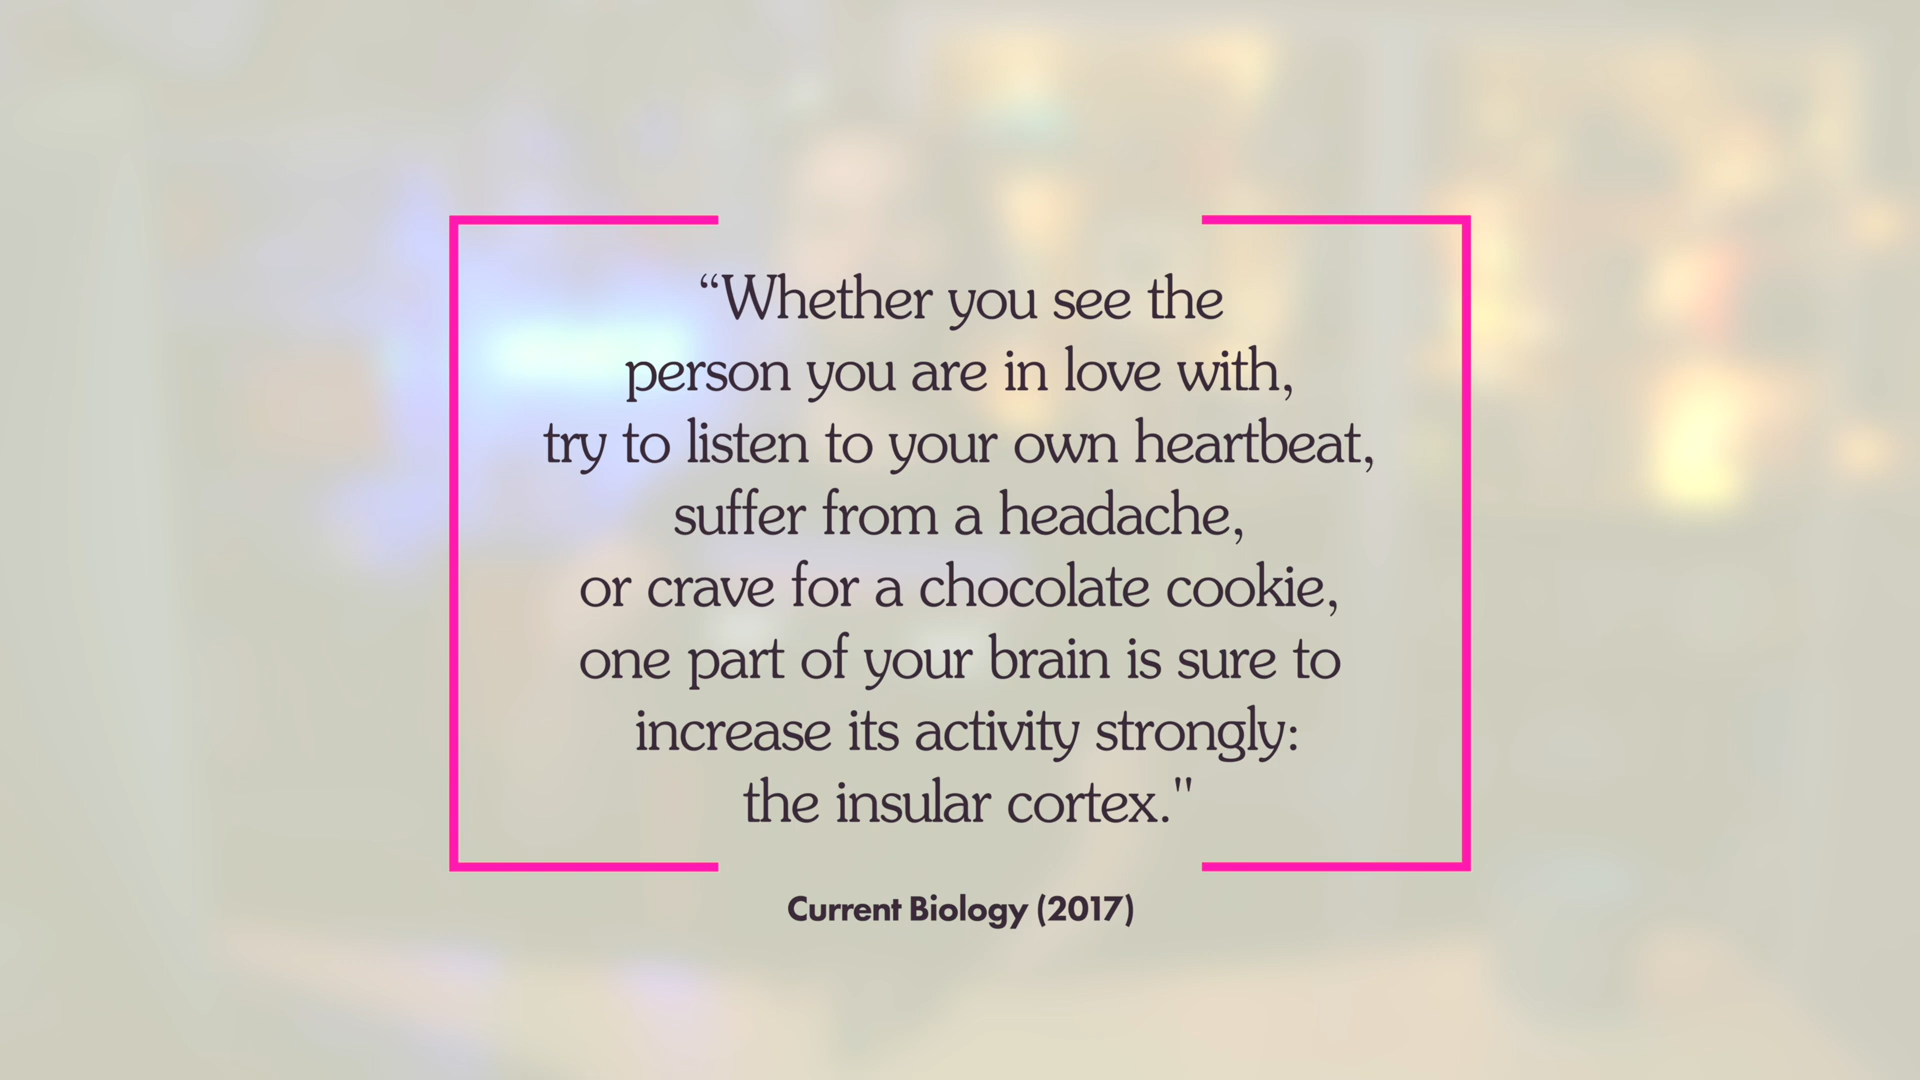 “Whether you see the
person you are in love with,
try to listen to your own heartbeat,
suffer from a headache,
or crave for a chocolate cookie,
one part of your brain is sure to
increase its activity strongly:
the insular cortex."
Current Biology (2017)